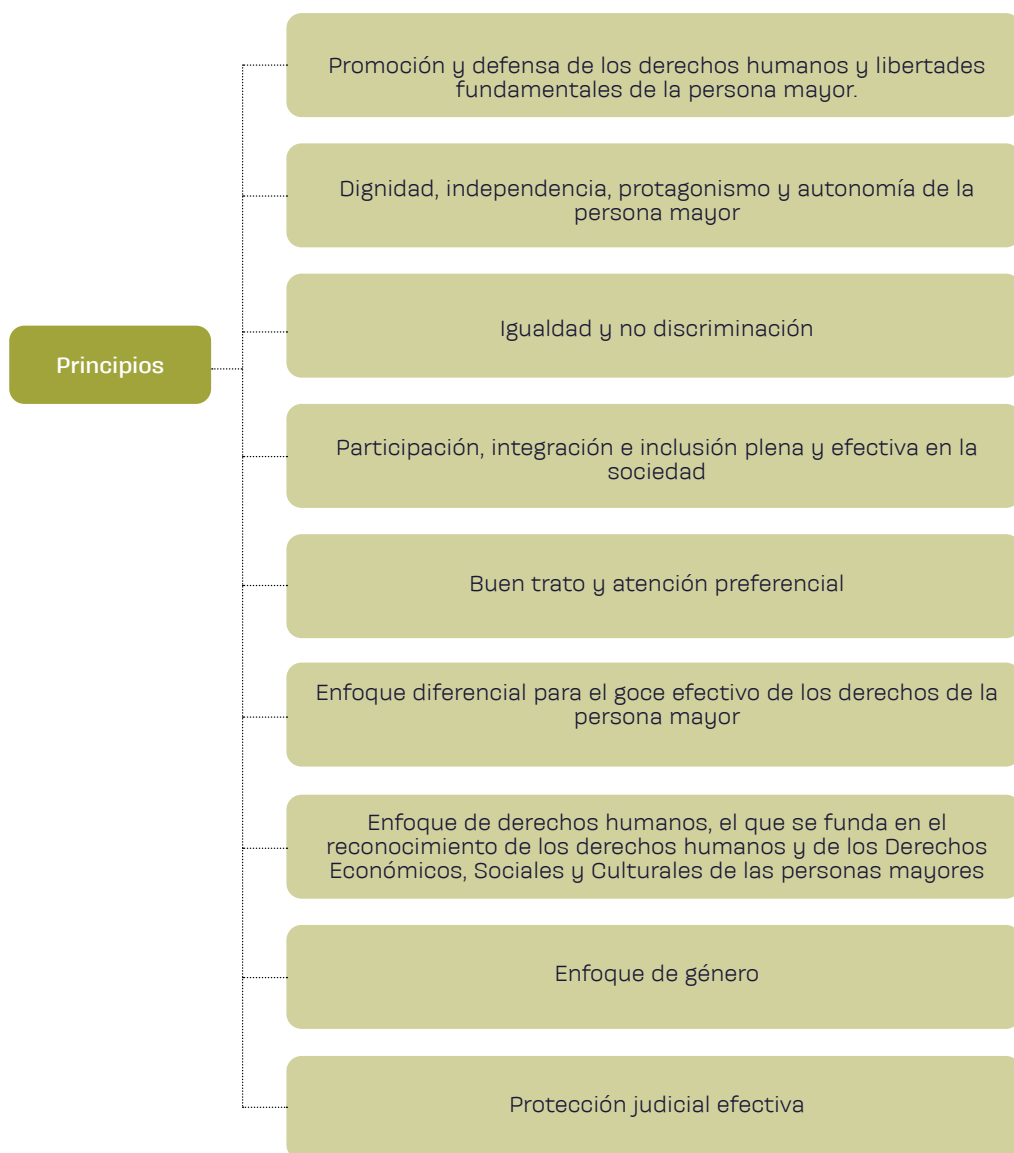 Principios
Promoción y defensa de los derechos humanos y libertades
fundamentales de la persona mayor.
Dignidad, independencia, protagonismo y autonomía de la
persona mayor
Igualdad y no discriminación
Participación, integración e inclusión plena y efectiva en la
sociedad
Buen trato y atención preferencial
Enfoque diferencial para el goce efectivo de los derechos de la
persona mayor
Enfoque de derechos humanos, el que se funda en el
reconocimiento de los derechos humanos y de los Derechos
Económicos, Sociales y Culturales de las personas mayores
Enfoque de género
Protección judicial efectiva